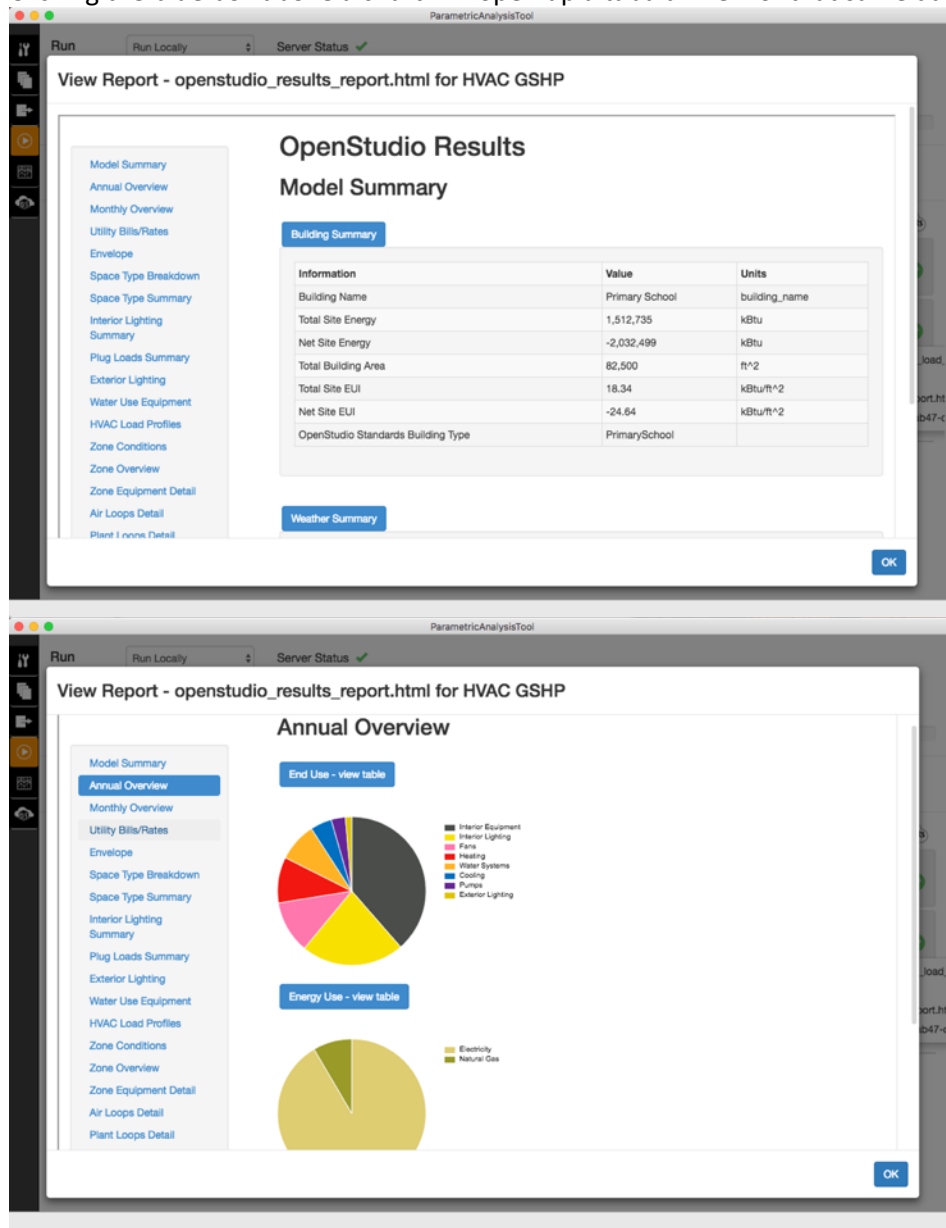 ParametricAnalysisTool
Run Run Locally Server Status
View Report - openstudio_results_report.html for HVAC GSHP
Model Summary
Annual Overview
Monthly Overview
Utility Bills/Rates
Envelope
Space Type Breakdown
Space Type Summary
Interior Lighting
Summary
Plug Loads Summary
Exterior Lighting
Water Use Equipment
HVAC Load Profiles
Zone Conditions
Zone Overview
Zone Equipment Detail
Air Loops Detail
Plant Loops Detail
OpenStudio Results
Model Summary
Building Summary
Information Value Units
Building Name Primary School building_name
Total Site Energy 1,512,735 kBtu
Net Site Energy -2,032,499 kBtu
Total Building Area 82,500 ft^2
Total Site EUI 18.34 kBtu/ft^2
Net Site EUI -24.64 kBtu/ft^2
OpenStudio Standards Building Type PrimarySchool
Weather Summary
_load_
port.ht
OK
ParametricAnalysisTool
Run Run Locally Server Status
View Report - openstudio_results_report.html for HVAC GSHP
Model Summary
Annual Overview
Monthly Overview
Utility Bills/Rates
Envelope
Space Type Breakdown
Space Type Summary
Interior Lighting
Summary
Plug Loads Summary
Exterior Lighting
Water Use Equipment
HVAC Load Profiles
Zone Conditions
Zone Overview
Zone Equipment Detail
Air Loops Detail
Plant Loops Detail
Annual Overview
End Use - view table
Interior Equipment
Interior Lighting
Fans
Heating
Water Systems
Cooling
Pumps
Exterior Lighting
Energy Use - view table
Electricity
Natural Gas
_load_
port.ht
OK